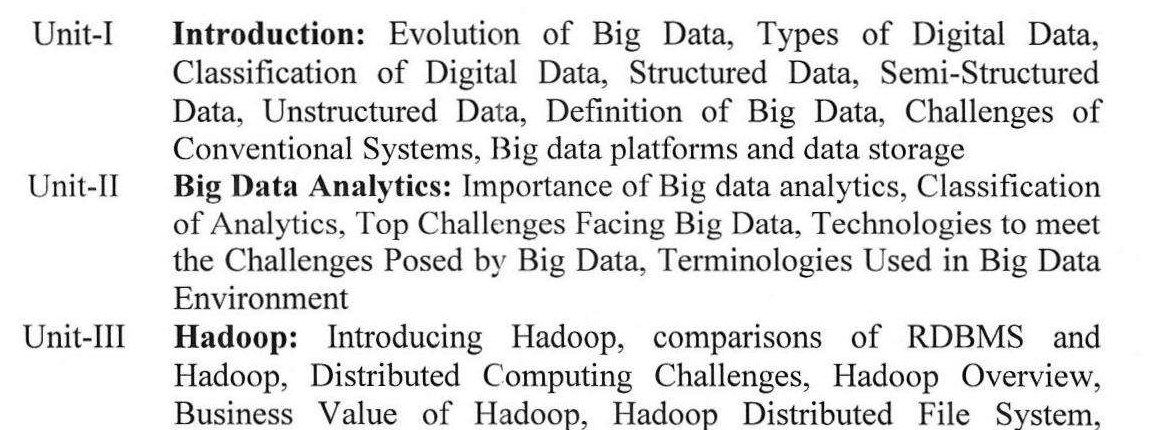 Unit-I Introduction: Evolution of Big Data, Types of Digital Data,
Classification of Digital Data, Structured Data, Semi-Structured
Data, Unstructured Data, Definition of Big Data, Challenges of
Conventional Systems, Big data platforms and data storage
Unit-II Big Data Analytics: Importance of Big data analytics, Classification
of Analytics, Top Challenges Facing Big Data, Technologies to meet
the Challenges Posed by Big Data, Terminologies Used in Big Data
Environment
Unit-III Hadoop: Introducing Hadoop, comparisons of RDBMS and
Hadoop, Distributed Computing Challenges, Hadoop Overview,
Business Value of Hadoop, Hadoop Distributed File System,